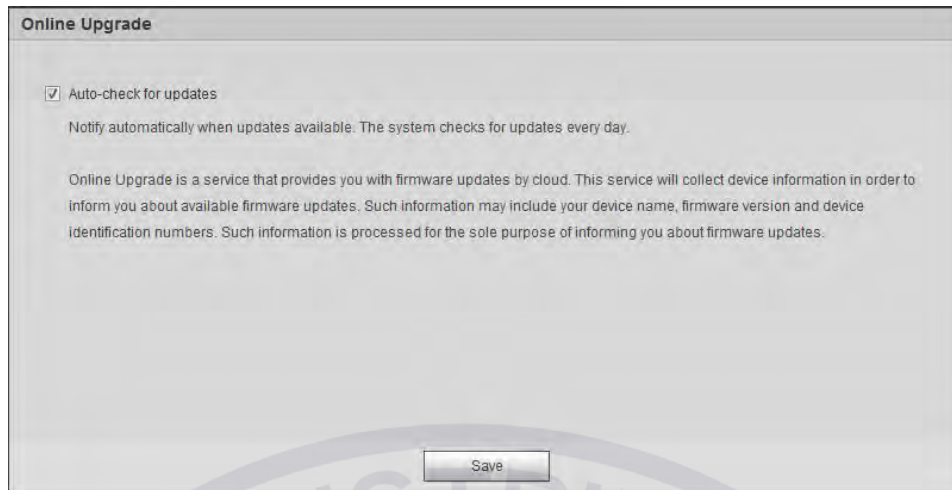 Online Upgrade
Auto-check for updates
Notify automatically when updates available. The system checks for updates every day.
Online Upgrade is a service that provides you with firmware updates by cloud. This service will collect device information in order to
inform you about available firmware updates. Such information may include your device name, firmware version and device
identification numbers. Such information is processed for the sole purpose of informing you about firmware updates.
Save